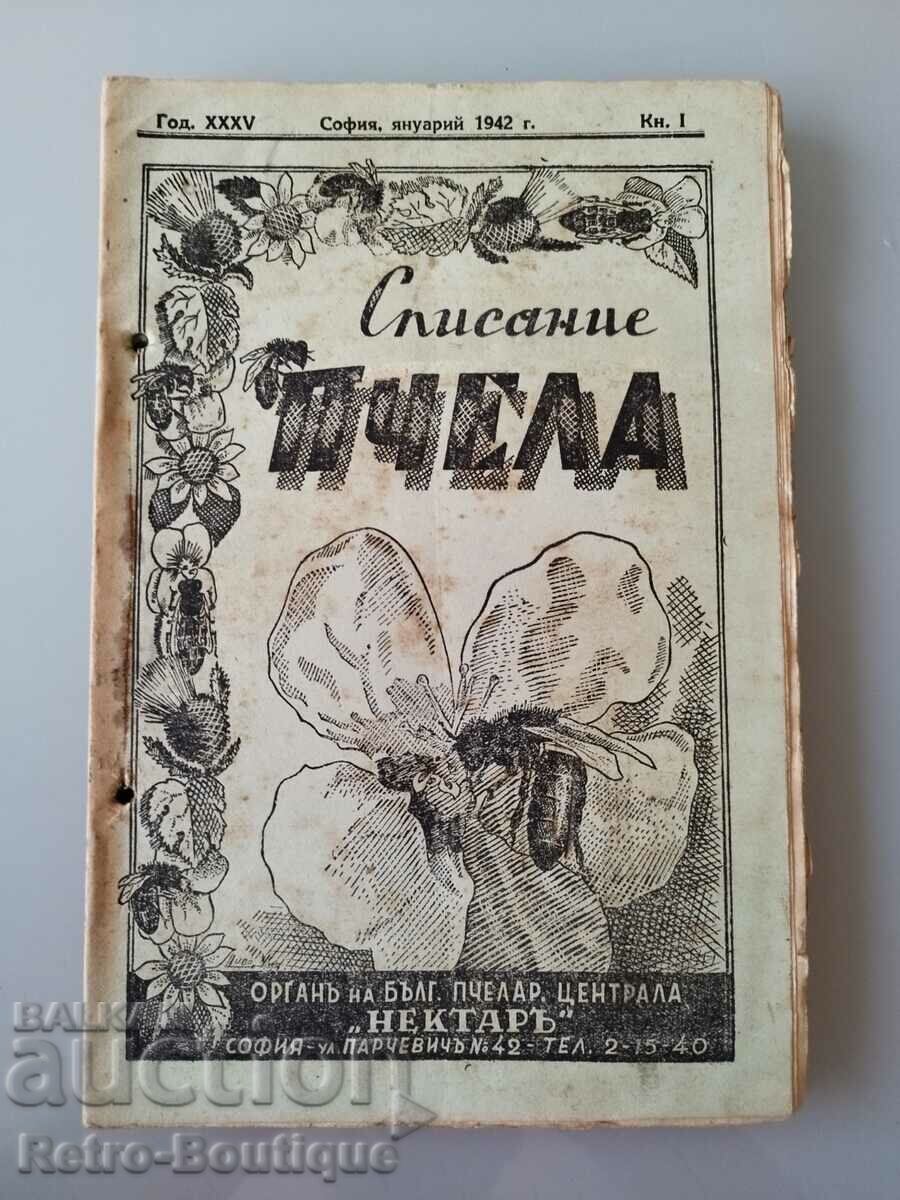 Год. XXXV София, януарий 1942 г. Кн. I
Списание
ПЧЕЛА
ОРГАНЪ на БЪЛГ. ПЧЕЛАР. ЦЕНТРАЛА
„НЕКТАРЪ"
СОФИЯ - ул. ПАРЧЕВИЧЪ № 42 - ТЕЛ. 2-15-40
BALKAN
auction
Retro-Boutique